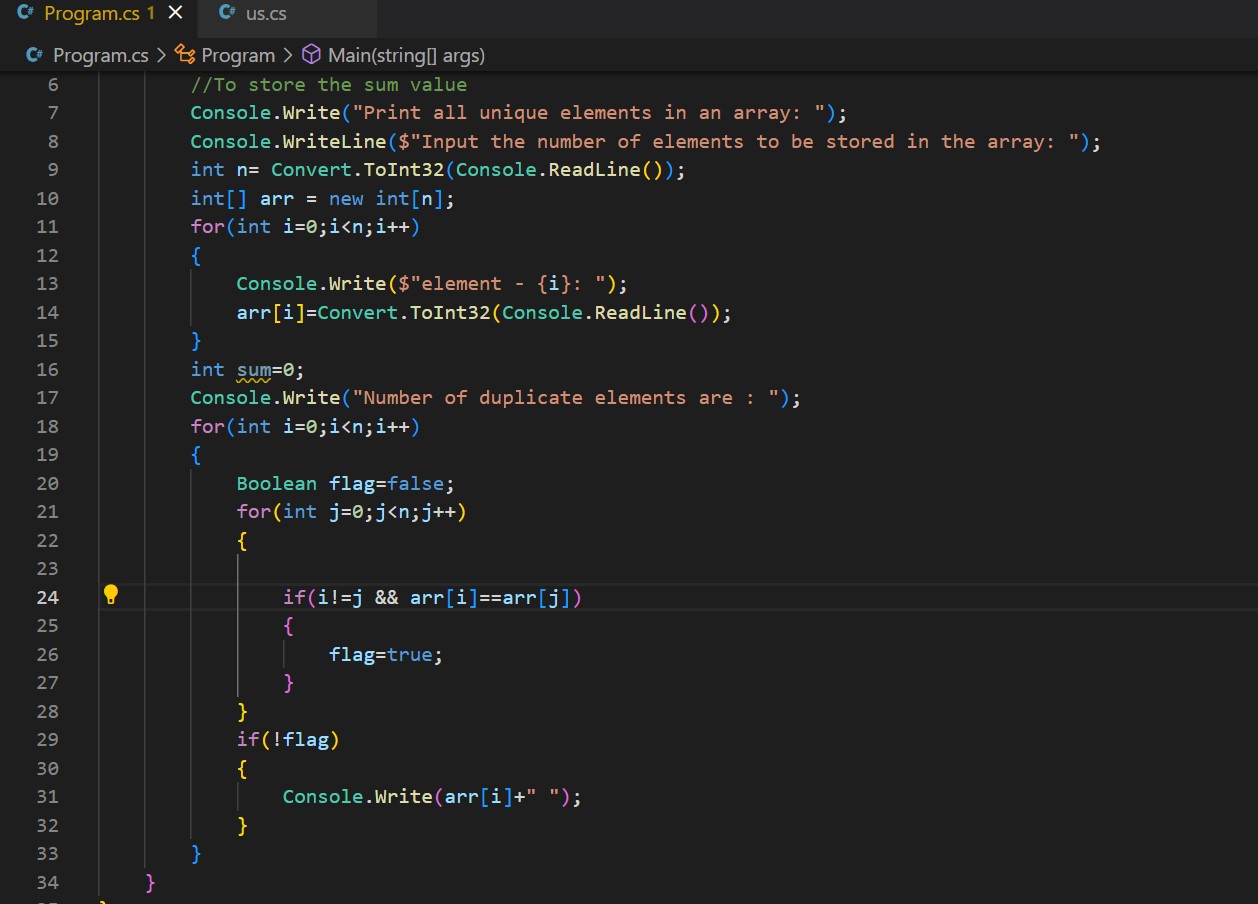 C# Program.cs 1 ×
C# us.cs
C# Program.cs > Program > Main(string[] args)
6 //To store the sum value
7 Console.Write("Print all unique elements in an array: ");
8 Console.WriteLine($"Input the number of elements to be stored in the array: ");
9 int n= Convert.ToInt32(Console.ReadLine());
10 int[] arr = new int[n];
11 for(int i=0;i<n;i++)
12 {
13 Console.Write($"element - {i}: ");
14 arr[i]=Convert.ToInt32(Console.ReadLine());
15 }
16 int sum=0;
17 Console.Write("Number of duplicate elements are : ");
18 for(int i=0;i<n;i++)
19 {
20 Boolean flag=false;
21 for(int j=0;j<n;j++)
22 {
23
24 if(i!=j && arr[i]==arr[j])
25 {
26 flag=true;
27 }
28 }
29 if(!flag)
30 {
31 Console.Write(arr[i]+" ");
32 }
33 }
34 }